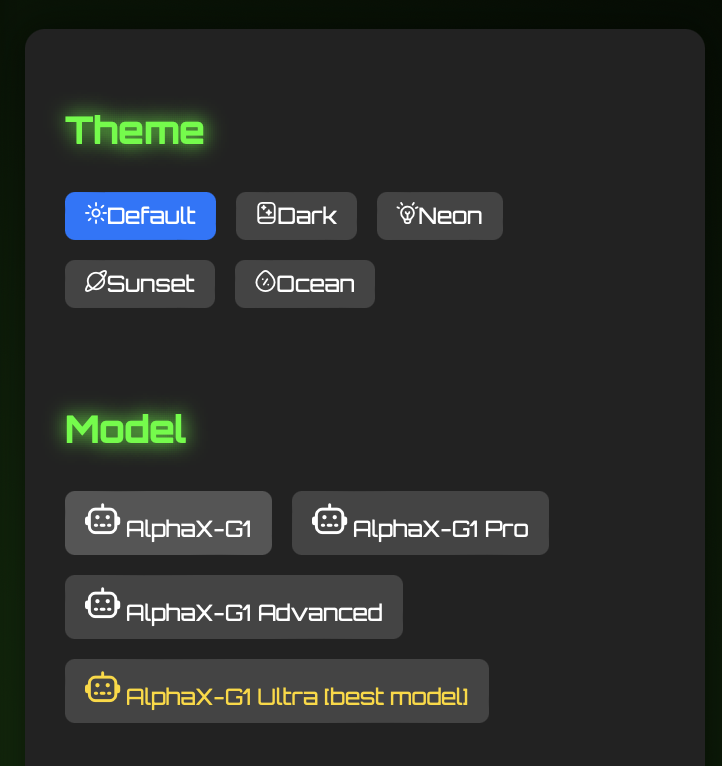 Theme
Default Dark Neon
Sunset Ocean
Model
AlphaX-G1 AlphaX-G1 Pro
AlphaX-G1 Advanced
AlphaX-G1 Ultra [best model]